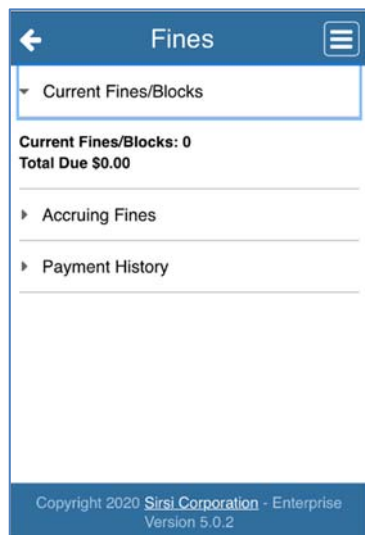 Fines
Current Fines/Blocks
Current Fines/Blocks: 0
Total Due $0.00
Accruing Fines
Payment History
Copyright 2020 Sirsi Corporation - Enterprise
Version 5.0.2